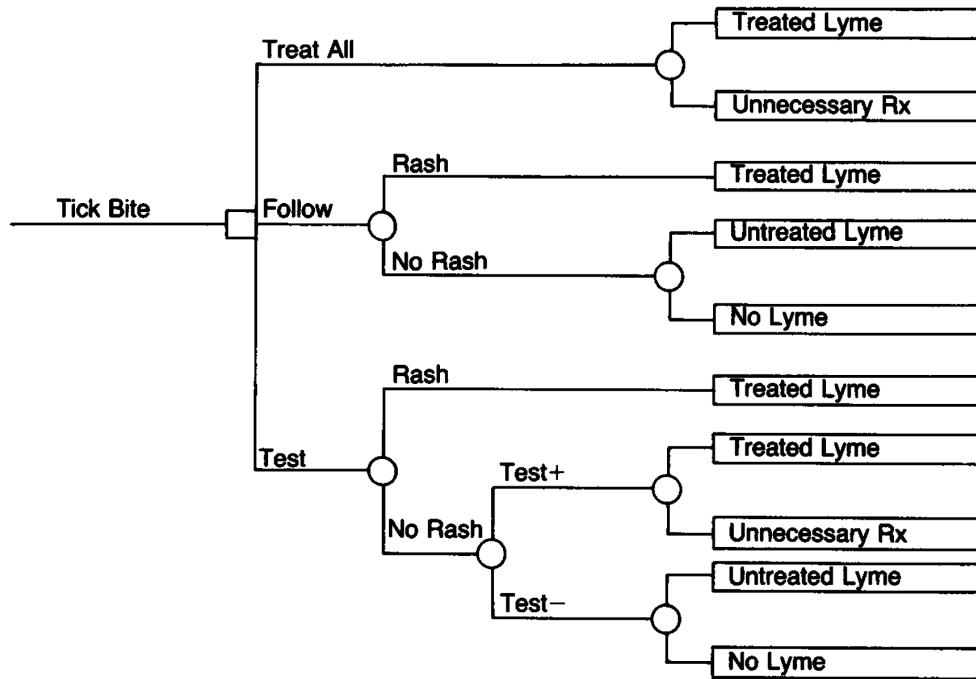 Treated Lyme
Treat All
Unnecessary Rx
Rash
Treated Lyme
Tick Bite
Follow
Untreated Lyme
No Rash
No Lyme
Rash
Treated Lyme
Treated Lyme
Test
Test+
No Rash
Unnecessary Rx
Untreated Lyme
Test−
No Lyme